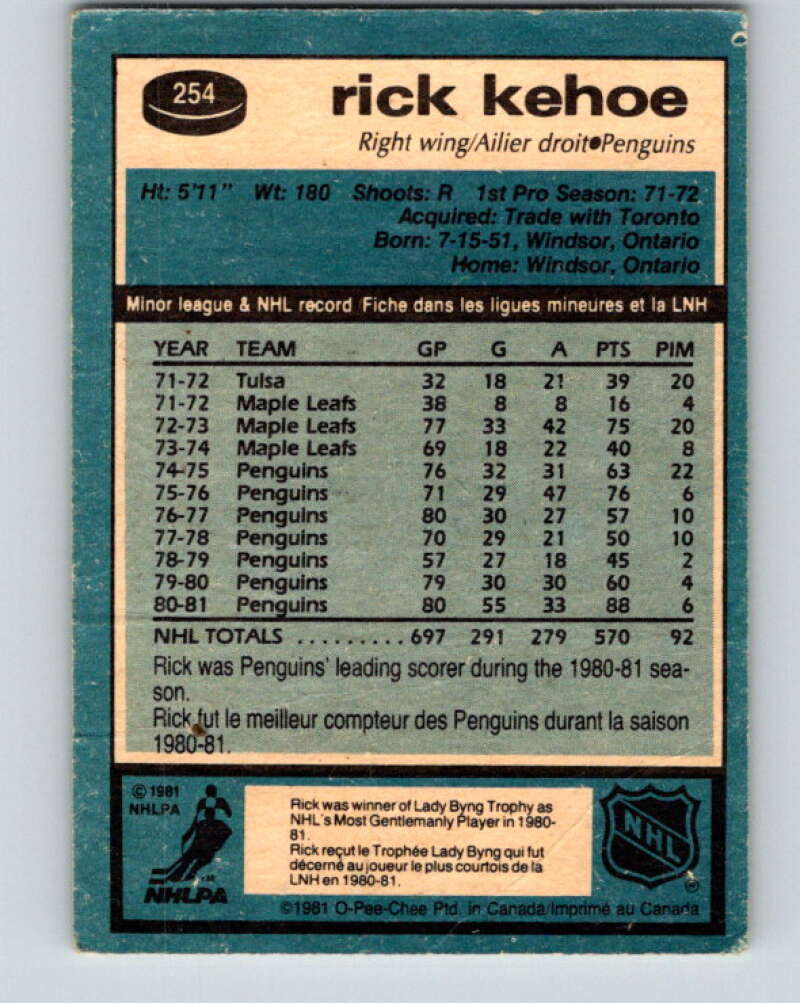 254
rick kehoe
Right wing/Ailier droit•Penguins
Ht: 5'11" Wt: 180 Shoots: R 1st Pro Season: 71-72
Acquired: Trade with Toronto
Born: 7-15-51, Windsor, Ontario
Home: Windsor, Ontario
Minor league & NHL record Fiche dans les ligues mineures et la LNH
YEAR TEAM GP G A PTS PIM
71-72 Tulsa 32 18 21 39 20
71-72 Maple Leafs 38 8 8 16 4
72-73 Maple Leafs 77 33 42 75 20
73-74 Maple Leafs 69 18 22 40 8
74-75 Penguins 76 32 31 63 22
75-76 Penguins 71 29 47 76 6
76-77 Penguins 80 30 27 57 10
77-78 Penguins 70 29 21 50 10
78-79 Penguins 57 27 18 45 2
79-80 Penguins 79 30 30 60 4
80-81 Penguins 80 55 33 88 6
NHL TOTALS .......... 697 291 279 570 92
Rick was Penguins' leading scorer during the 1980-81 sea-
son.
Rick fut le meilleur compteur des Penguins durant la saison
1980-81.
© 1981
NHLPA
NHLPA
Rick was winner of Lady Byng Trophy as
NHL's Most Gentlemanly Player in 1980-
81.
Rick reçut le Trophée Lady Byng qui fut
décerné au joueur le plus courtois de la
LNH en 1980-81.
NHL
®
©1981 O-Pee-Chee Ptd. in Canada/Imprimé au Canada